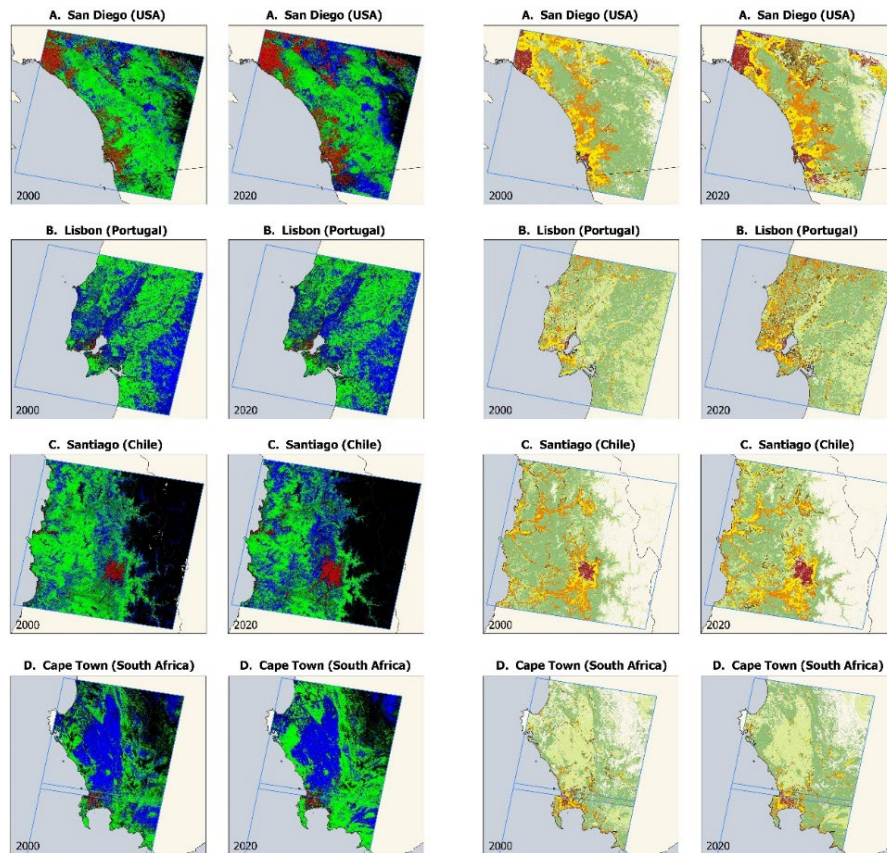 A. San Diego (USA) A. San Diego (USA) A. San Diego (USA) A. San Diego (USA)
2000 2020 2000 2020
B. Lisbon (Portugal) B. Lisbon (Portugal) B. Lisbon (Portugal) B. Lisbon (Portugal)
2000 2020 2000 2020
C. Santiago (Chile) C. Santiago (Chile) C. Santiago (Chile) C. Santiago (Chile)
2000 2020 2000 2020
D. Cape Town (South Africa) D. Cape Town (South Africa) D. Cape Town (South Africa) D. Cape Town (South Africa)
2000 2020 2000 2020